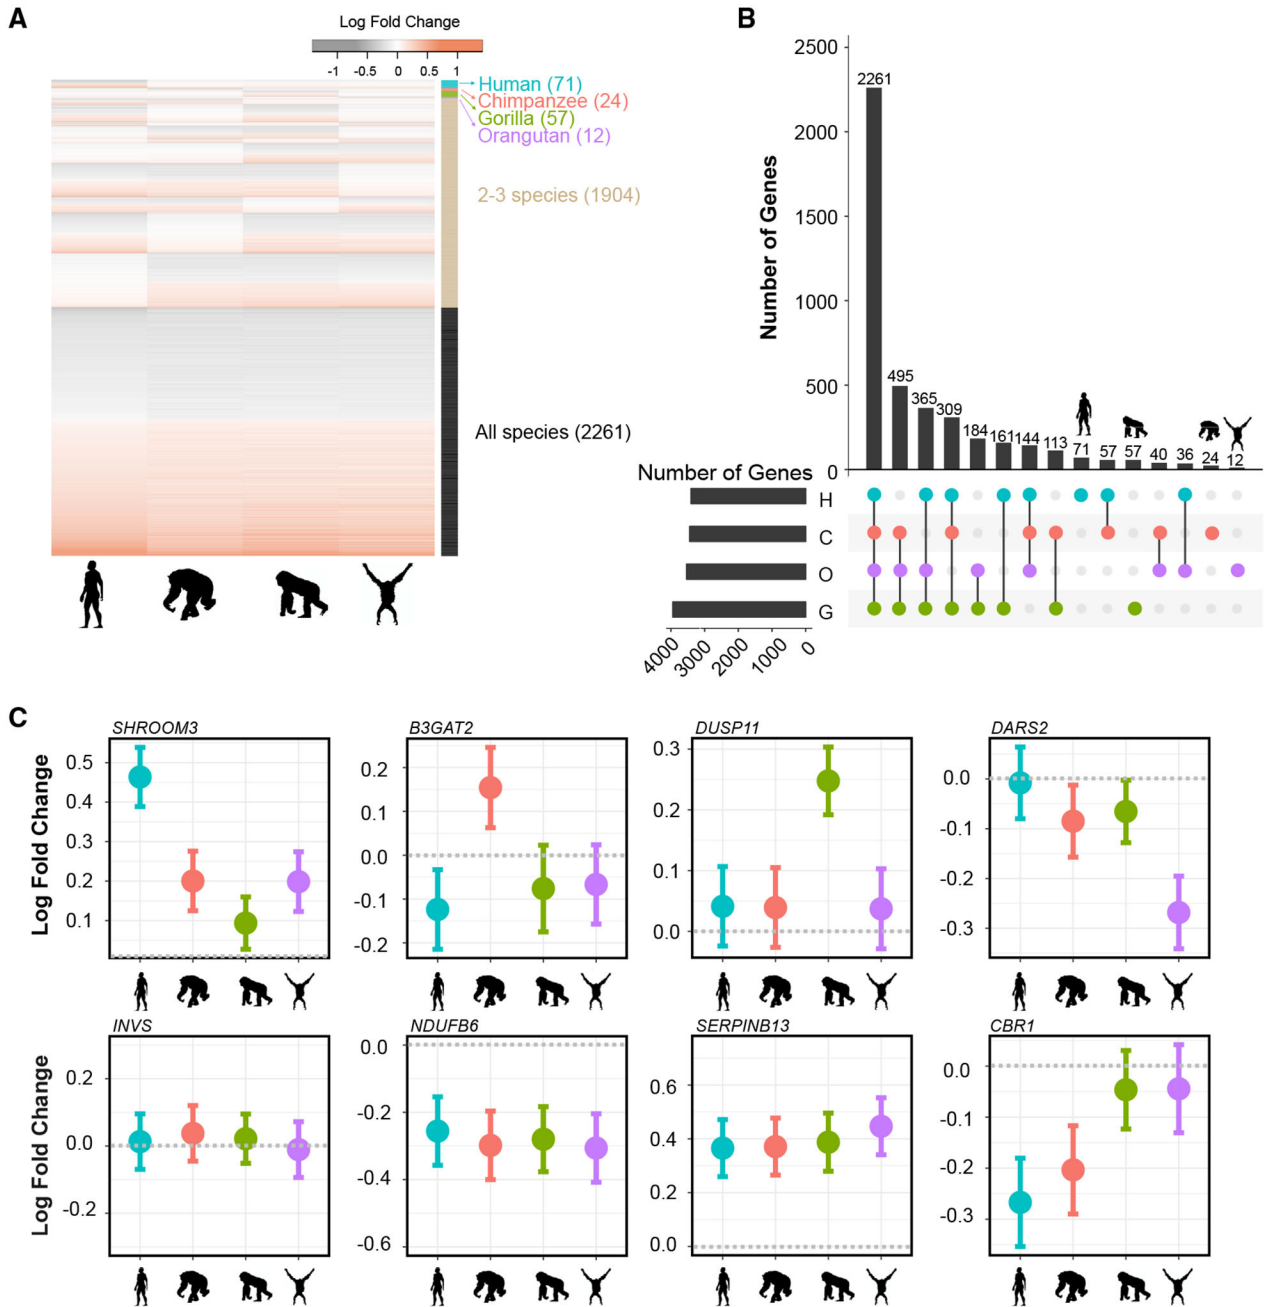 A
Log Fold Change
-1 -0.5 0 0.5 1
Human (71)
Chimpanzee (24)
Gorilla (57)
Orangutan (12)
2-3 species (1904)
All species (2261)
B
Number of Genes
2500
2000
1500
1000
500
0
2261
495
365
309
184
161
144
113
71
57
57
40
36
24
12
Number of Genes
H
C
O
G
4000 3000 2000 1000 0
C
Log Fold Change
SHROOM3
0.5
0.4
0.3
0.2
0.1
B3GAT2
0.2
0.1
0.0
-0.1
-0.2
DUSP11
0.3
0.2
0.1
0.0
DARS2
0.0
-0.1
-0.2
-0.3
Log Fold Change
INVS
0.2
0.0
-0.2
NDUFB6
0.0
-0.2
-0.4
-0.6
SERPINB13
0.6
0.4
0.2
0.0
CBR1
0.0
-0.1
-0.2
-0.3